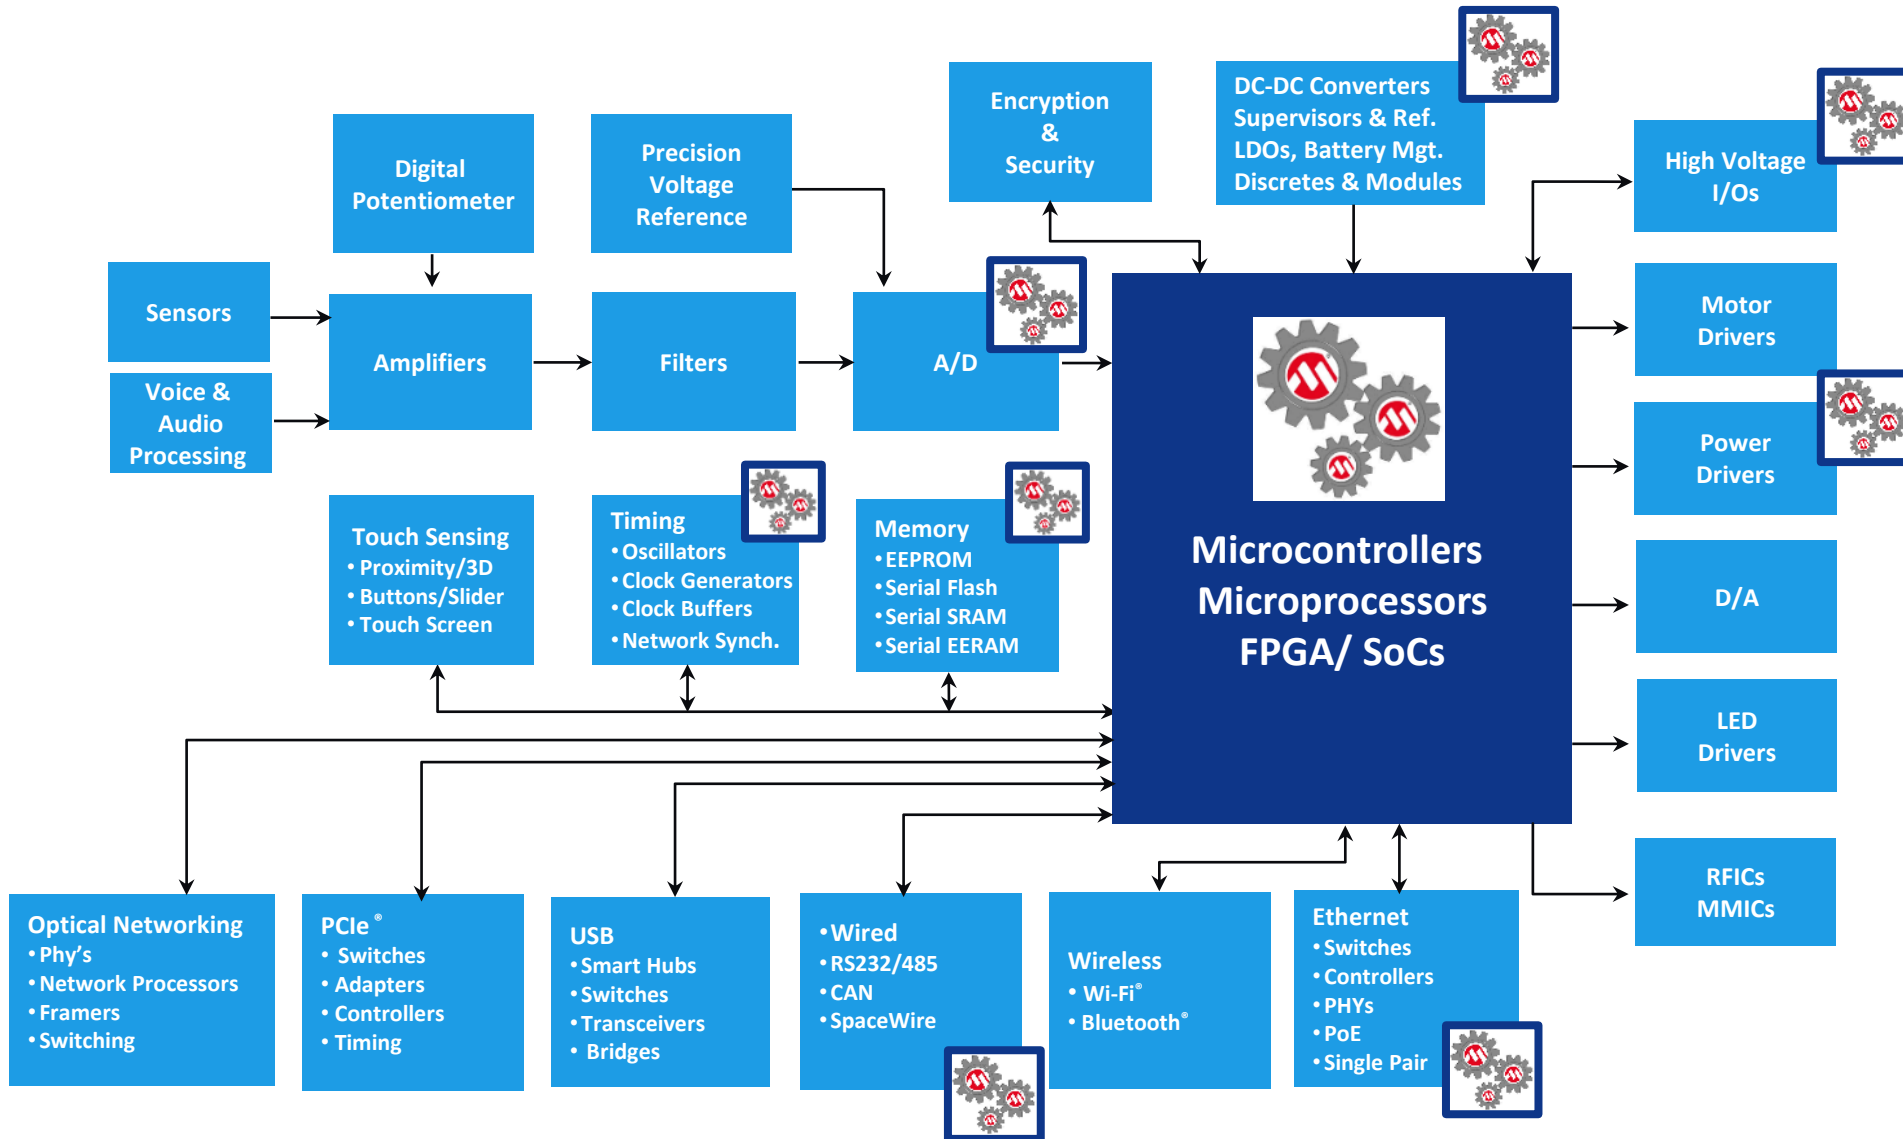 Encryption
&
Security
DC-DC Converters
Supervisors & Ref.
LDOs, Battery Mgt.
Discretes & Modules
High Voltage
I/Os
Digital
Potentiometer
Precision
Voltage
Reference
Sensors
Voice &
Audio
Processing
Amplifiers
Filters
A/D
Motor
Drivers
Power
Drivers
Touch Sensing
• Proximity/3D
• Buttons/Slider
• Touch Screen
Timing
• Oscillators
• Clock Generators
• Clock Buffers
• Network Synch.
Memory
• EEPROM
• Serial Flash
• Serial SRAM
• Serial EERAM
Microcontrollers
Microprocessors
FPGA/ SoCs
D/A
LED
Drivers
RFICs
MMICs
Optical Networking
• Phy's
• Network Processors
• Framers
• Switching
PCIe®
• Switches
• Adapters
• Controllers
• Timing
USB
• Smart Hubs
• Switches
• Transceivers
• Bridges
• Wired
• RS232/485
• CAN
• SpaceWire
Wireless
• Wi-Fi®
• Bluetooth®
Ethernet
• Switches
• Controllers
• PHYs
• PoE
• Single Pair